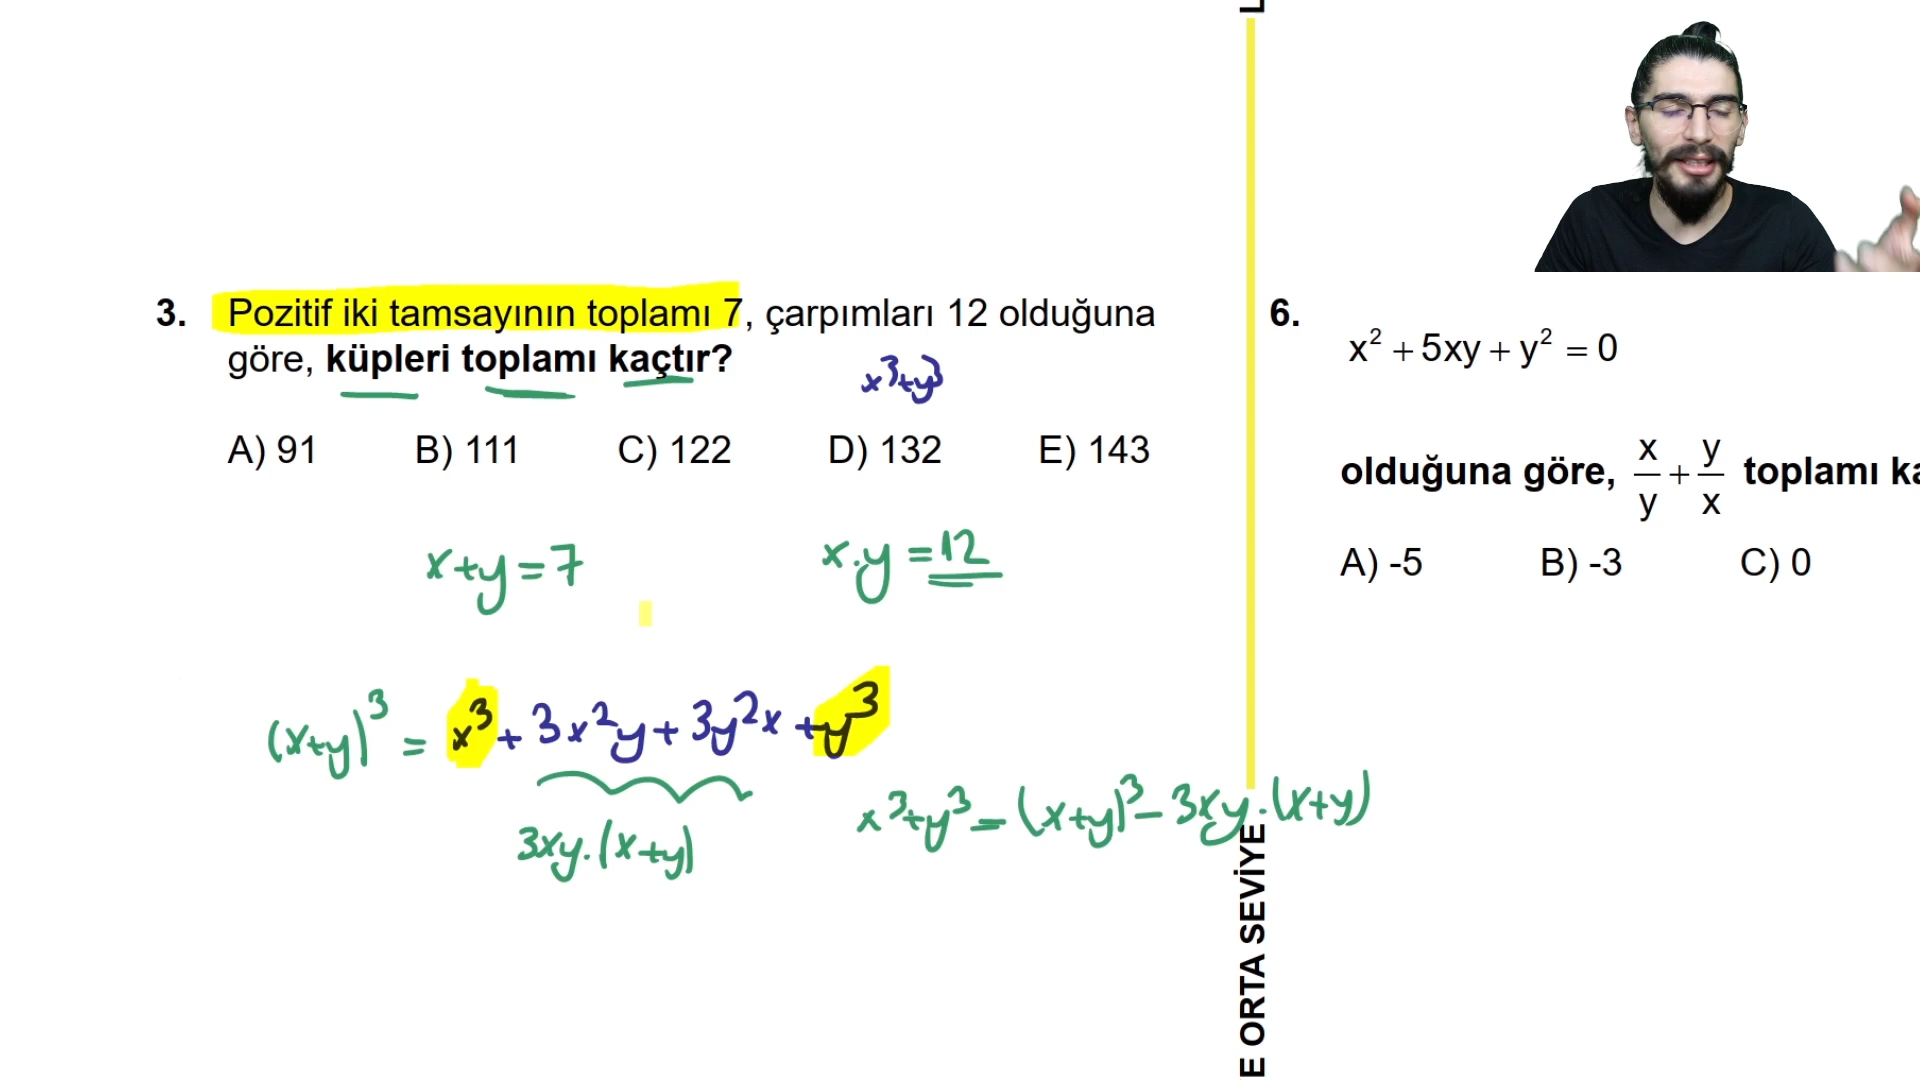 3. Pozitif iki tamsayının toplamı 7, çarpımları 12 olduğuna
göre, küpleri toplamı kaçtır?
x³+y³
A) 91 B) 111 C) 122 D) 132 E) 143
x+y=7
x.y=12
(x+y)³ = x³+3x²y+3y²x+y³
3xy.(x+y)
x³+y³=(x+y)³-3xy.(x+y)
E ORTA SEVİYE
6.
x² + 5xy + y² = 0
olduğuna göre, x/y + y/x toplamı
A) -5 B) -3 C) 0